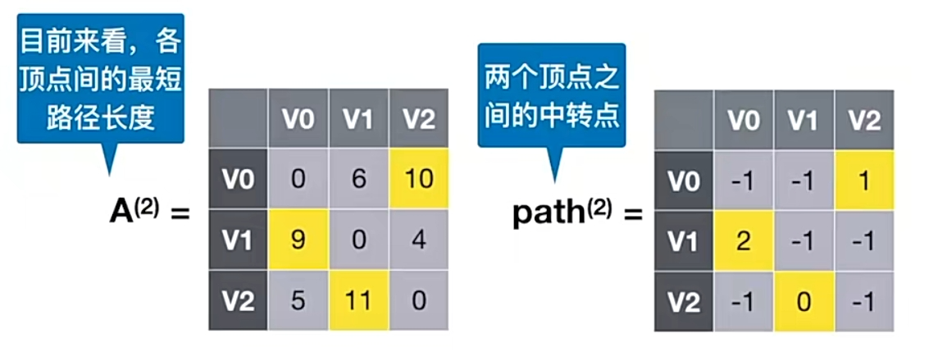 目前来看，各
顶点间的最短
路径长度
两个顶点之
间的中转点
A(2) =
V0 V1 V2
V0 0 6 10
V1 9 0 4
V2 5 11 0
path(2) =
V0 V1 V2
V0 -1 -1 1
V1 2 -1 -1
V2 -1 0 -1